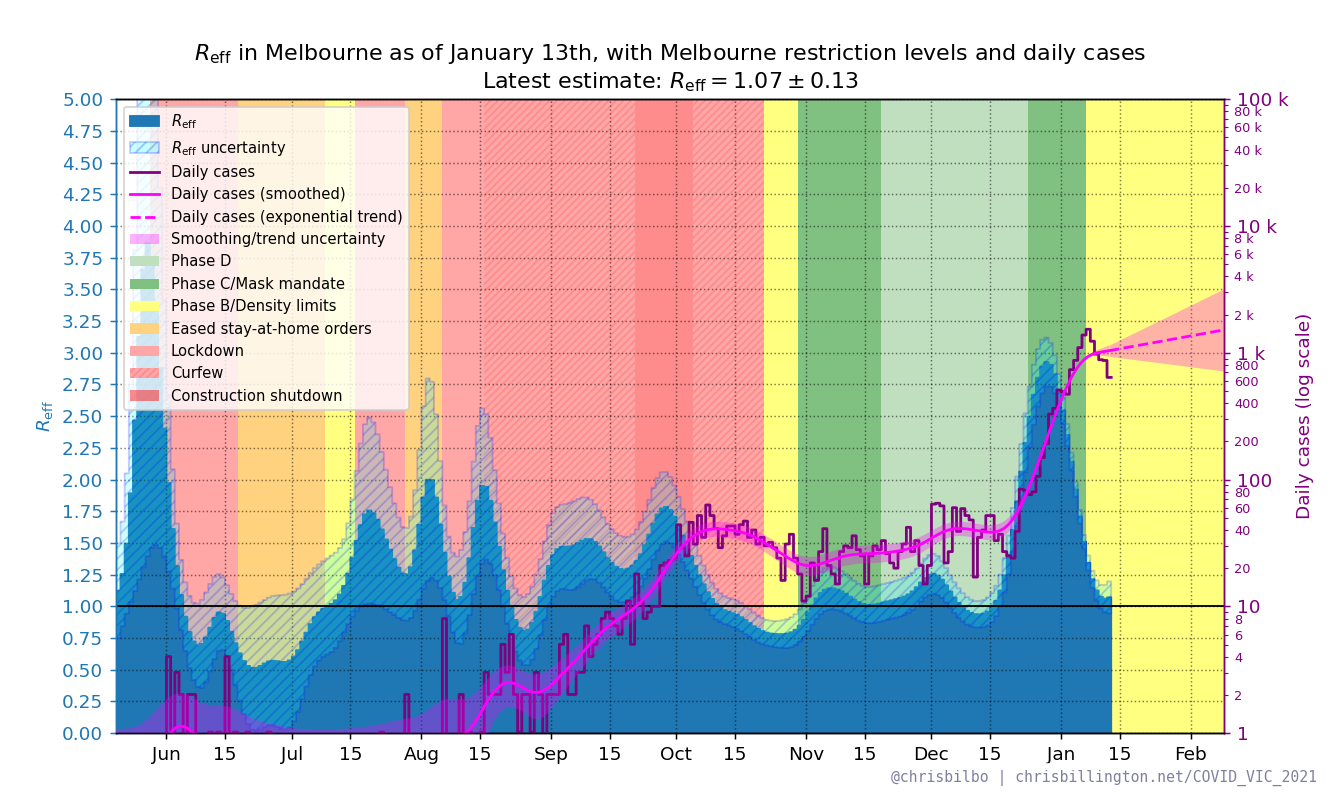 R_eff in Melbourne as of January 13th, with Melbourne restriction levels and daily cases
Latest estimate: R_eff = 1.07 ± 0.13
R_eff
R_eff uncertainty
Daily cases
Daily cases (smoothed)
Daily cases (exponential trend)
Smoothing/trend uncertainty
Phase D
Phase C/Mask mandate
Phase B/Density limits
Eased stay-at-home orders
Lockdown
Curfew
Construction shutdown
R_eff
5.00
4.75
4.50
4.25
4.00
3.75
3.50
3.25
3.00
2.75
2.50
2.25
2.00
1.75
1.50
1.25
1.00
0.75
0.50
0.25
0.00
100 k
80 k
60 k
40 k
20 k
10 k
8 k
6 k
4 k
2 k
1 k
800
600
400
200
100
80
60
40
20
10
8
6
4
2
1
Daily cases (log scale)
Jun 15 Jul 15 Aug 15 Sep 15 Oct 15 Nov 15 Dec 15 Jan 15 Feb
@chrisbilbo | chrisbillington.net/COVID_VIC_2021